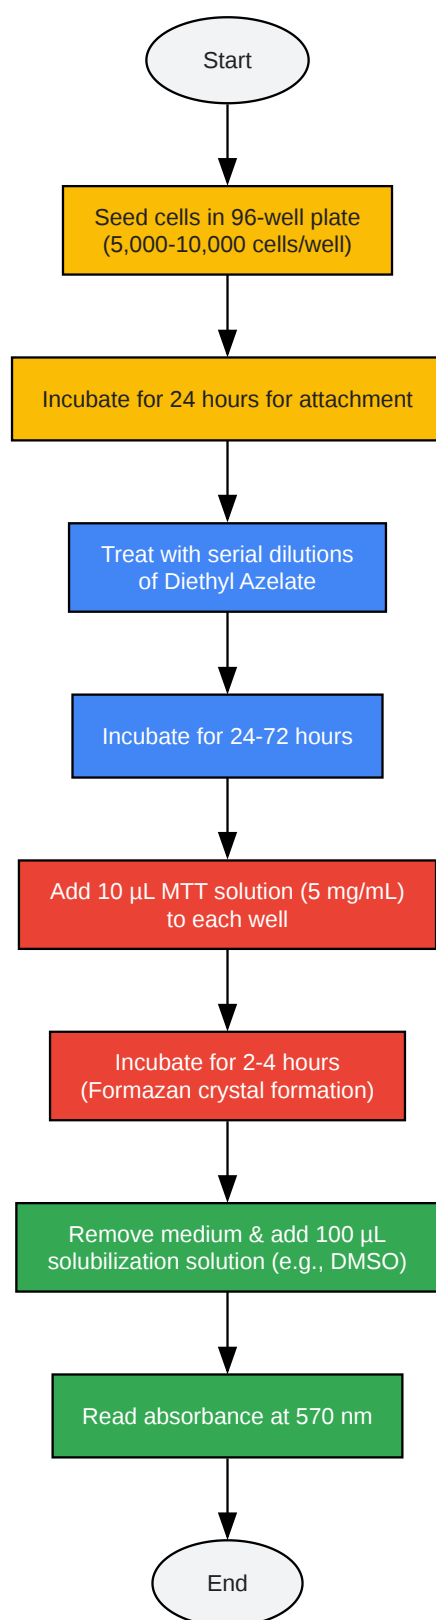 Start
Seed cells in 96-well plate
(5,000-10,000 cells/well)
Incubate for 24 hours for attachment
Treat with serial dilutions
of Diethyl Azelate
Incubate for 24-72 hours
Add 10 µL MTT solution (5 mg/mL)
to each well
Incubate for 2-4 hours
(Formazan crystal formation)
Remove medium & add 100 µL
solubilization solution (e.g., DMSO)
Read absorbance at 570 nm
End